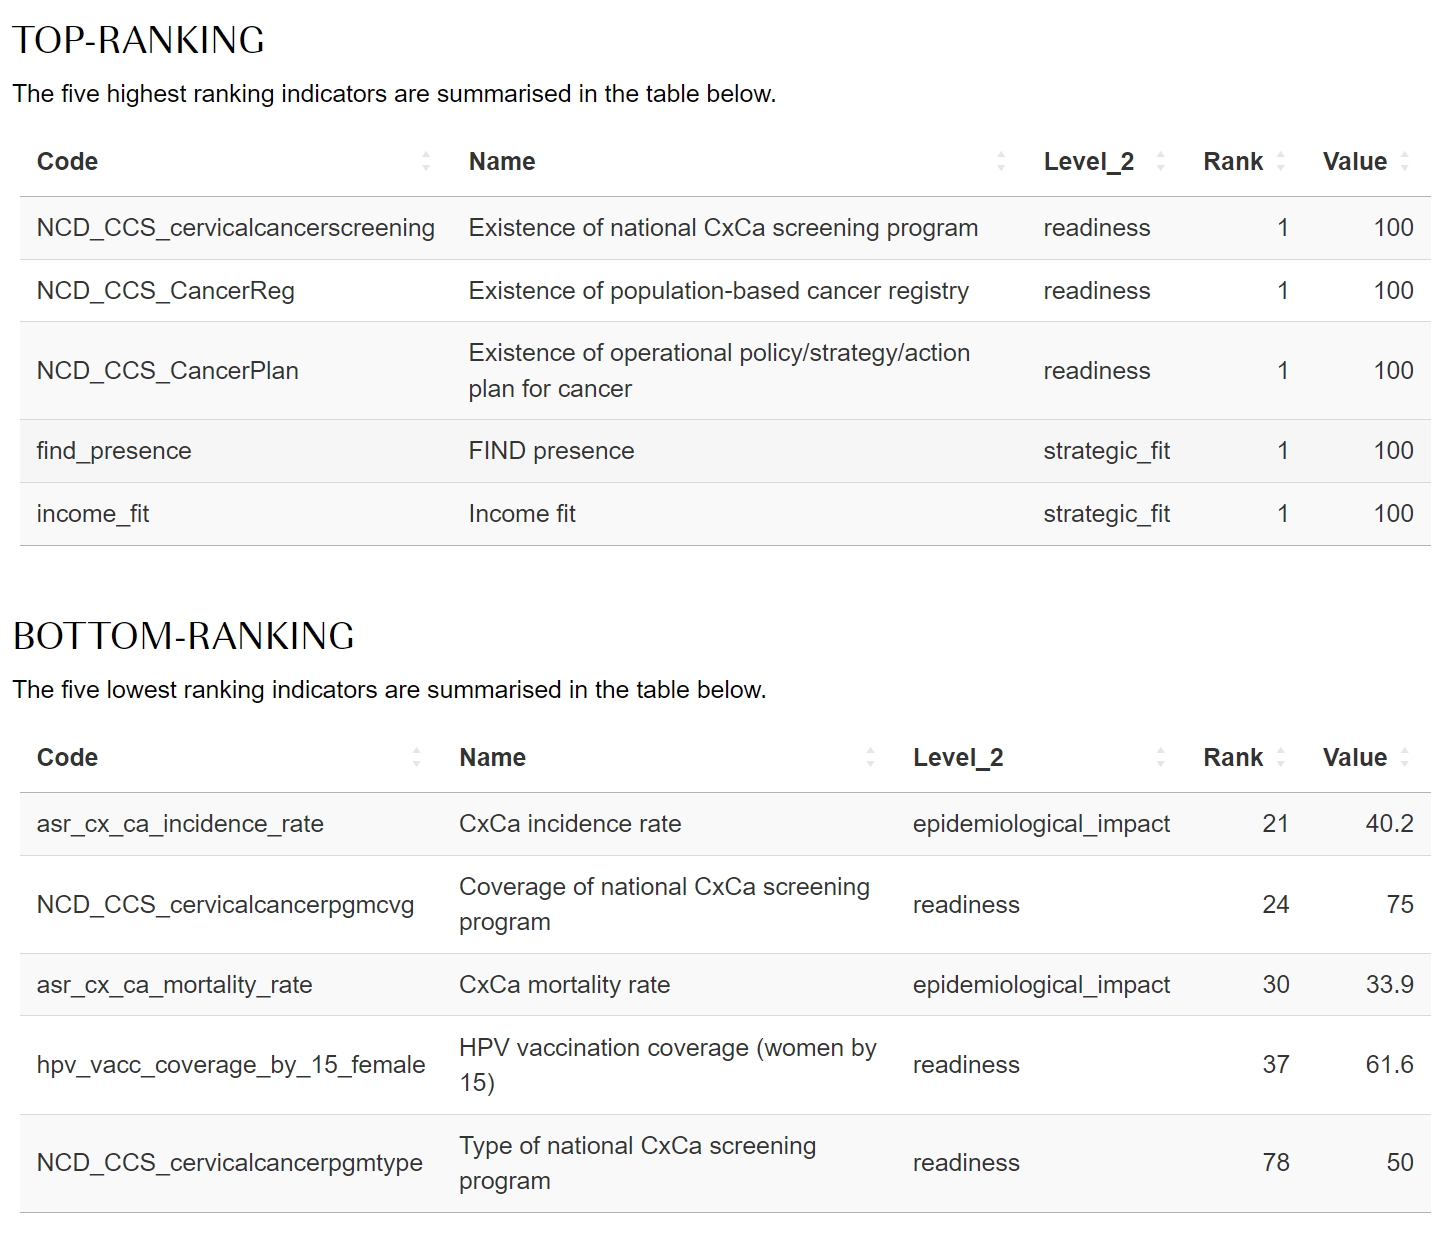 TOP-RANKING
The five highest ranking indicators are summarised in the table below.
Code Name Level_2 Rank Value
NCD_CCS_cervicalcancerscreening Existence of national CxCa screening program readiness 1 100
NCD_CCS_CancerReg Existence of population-based cancer registry readiness 1 100
NCD_CCS_CancerPlan Existence of operational policy/strategy/action readiness 1 100
plan for cancer
find_presence FIND presence strategic_fit 1 100
income_fit Income fit strategic_fit 1 100
BOTTOM-RANKING
The five lowest ranking indicators are summarised in the table below.
Code Name Level_2 Rank Value
asr_cx_ca_incidence_rate CxCa incidence rate epidemiological_impact 21 40.2
NCD_CCS_cervicalcancerpgmcvg Coverage of national CxCa screening readiness 24 75
program
asr_cx_ca_mortality_rate CxCa mortality rate epidemiological_impact 30 33.9
hpv_vacc_coverage_by_15_female HPV vaccination coverage (women by readiness 37 61.6
15)
NCD_CCS_cervicalcancerpgmtype Type of national CxCa screening readiness 78 50
program